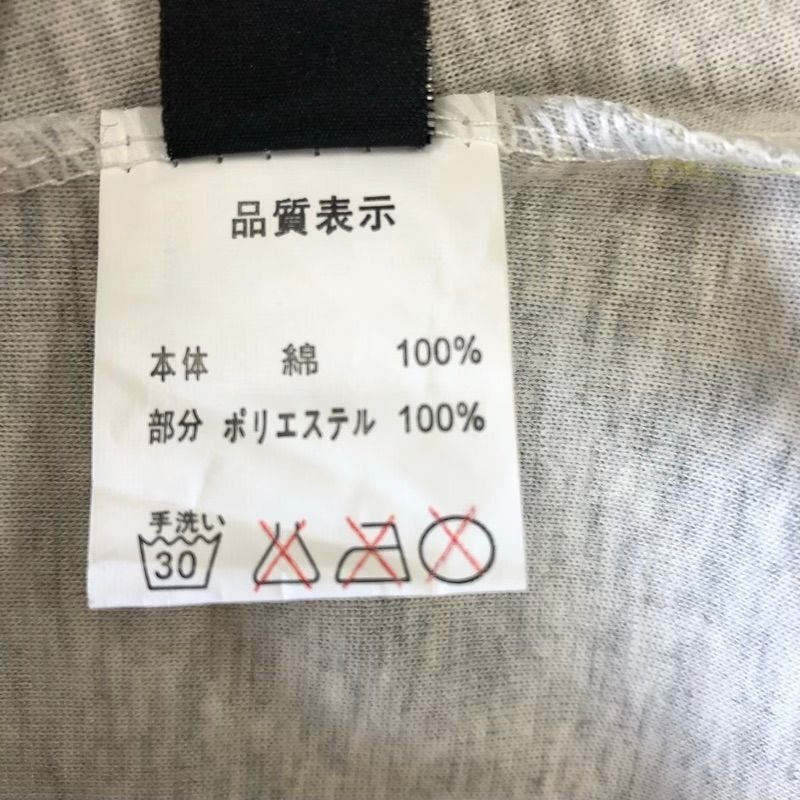 品質表示
本体 綿 100%
部分 ポリエステル 100%
手洗い
30